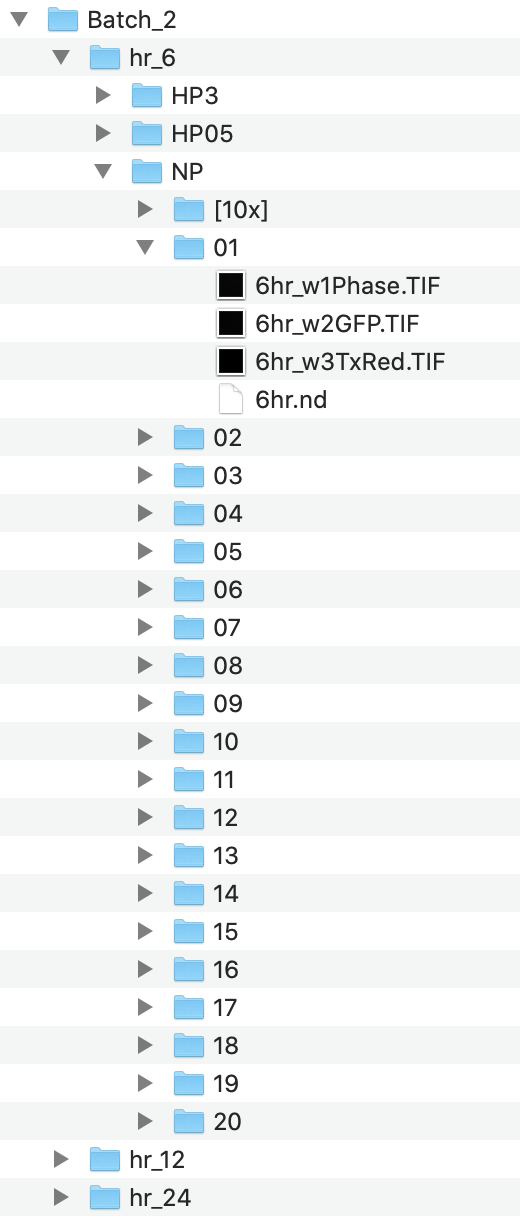 Batch_2
hr_6
HP3
HP05
NP
[10x]
01
6hr_w1Phase.TIF
6hr_w2GFP.TIF
6hr_w3TxRed.TIF
6hr.nd
02
03
04
05
06
07
08
09
10
11
12
13
14
15
16
17
18
19
20
hr_12
hr_24